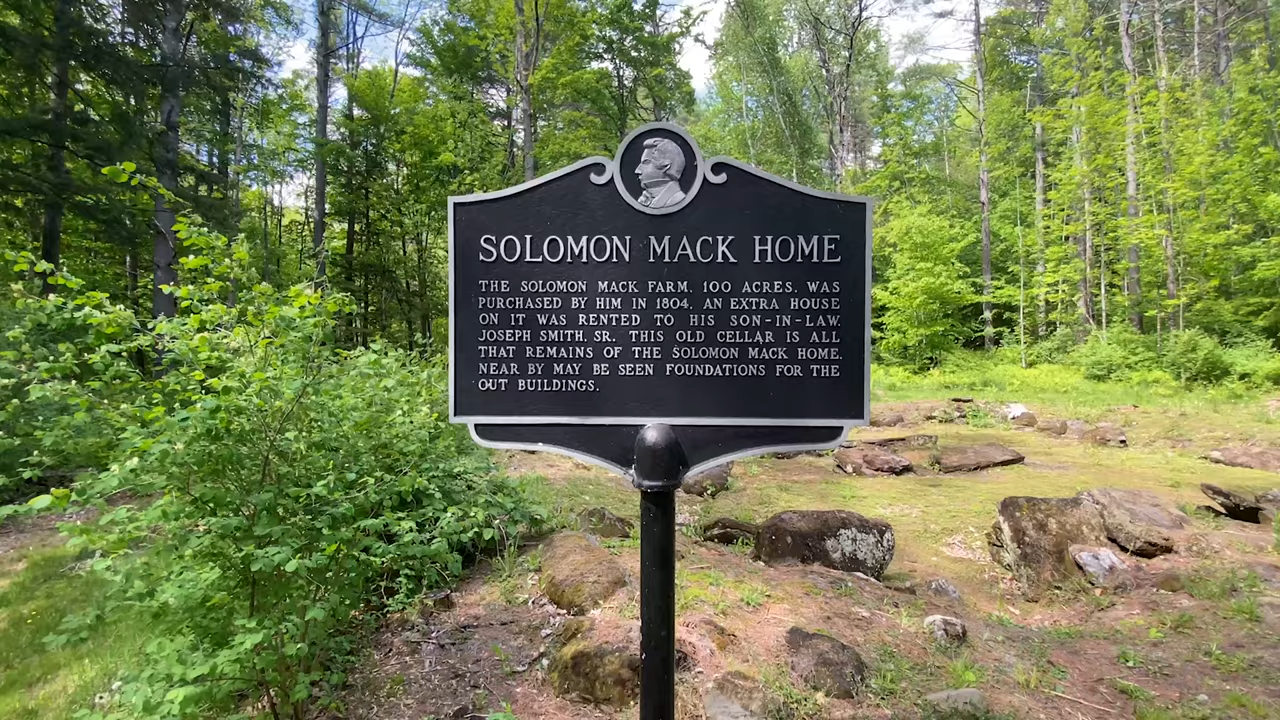 SOLOMON MACK HOME
THE SOLOMON MACK FARM, 100 ACRES, WAS
PURCHASED BY HIM IN 1804. AN EXTRA HOUSE
ON IT WAS RENTED TO HIS SON-IN-LAW,
JOSEPH SMITH, SR. THIS OLD CELLAR IS ALL
THAT REMAINS OF THE SOLOMON MACK HOME.
NEAR BY MAY BE SEEN FOUNDATIONS FOR THE
OUT BUILDINGS.